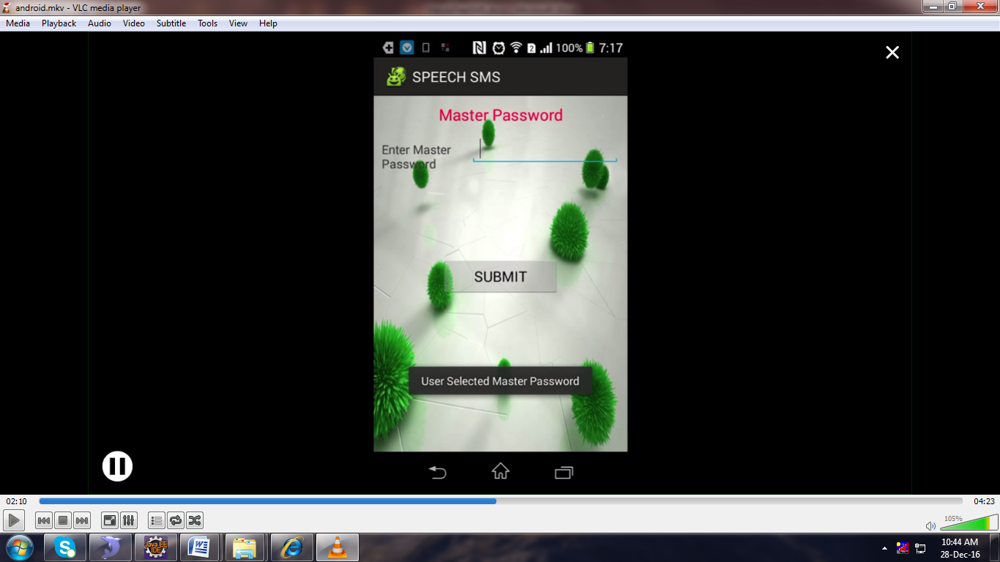 android.mkv - VLC media player
Media Playback Audio Video Subtitle Tools View Help
2 100% 7:17
SPEECH SMS
Master Password
Enter Master
Password
SUBMIT
User Selected Master Password
02:10 04:23
105%
Java EE
IDE
10:44 AM
28-Dec-16